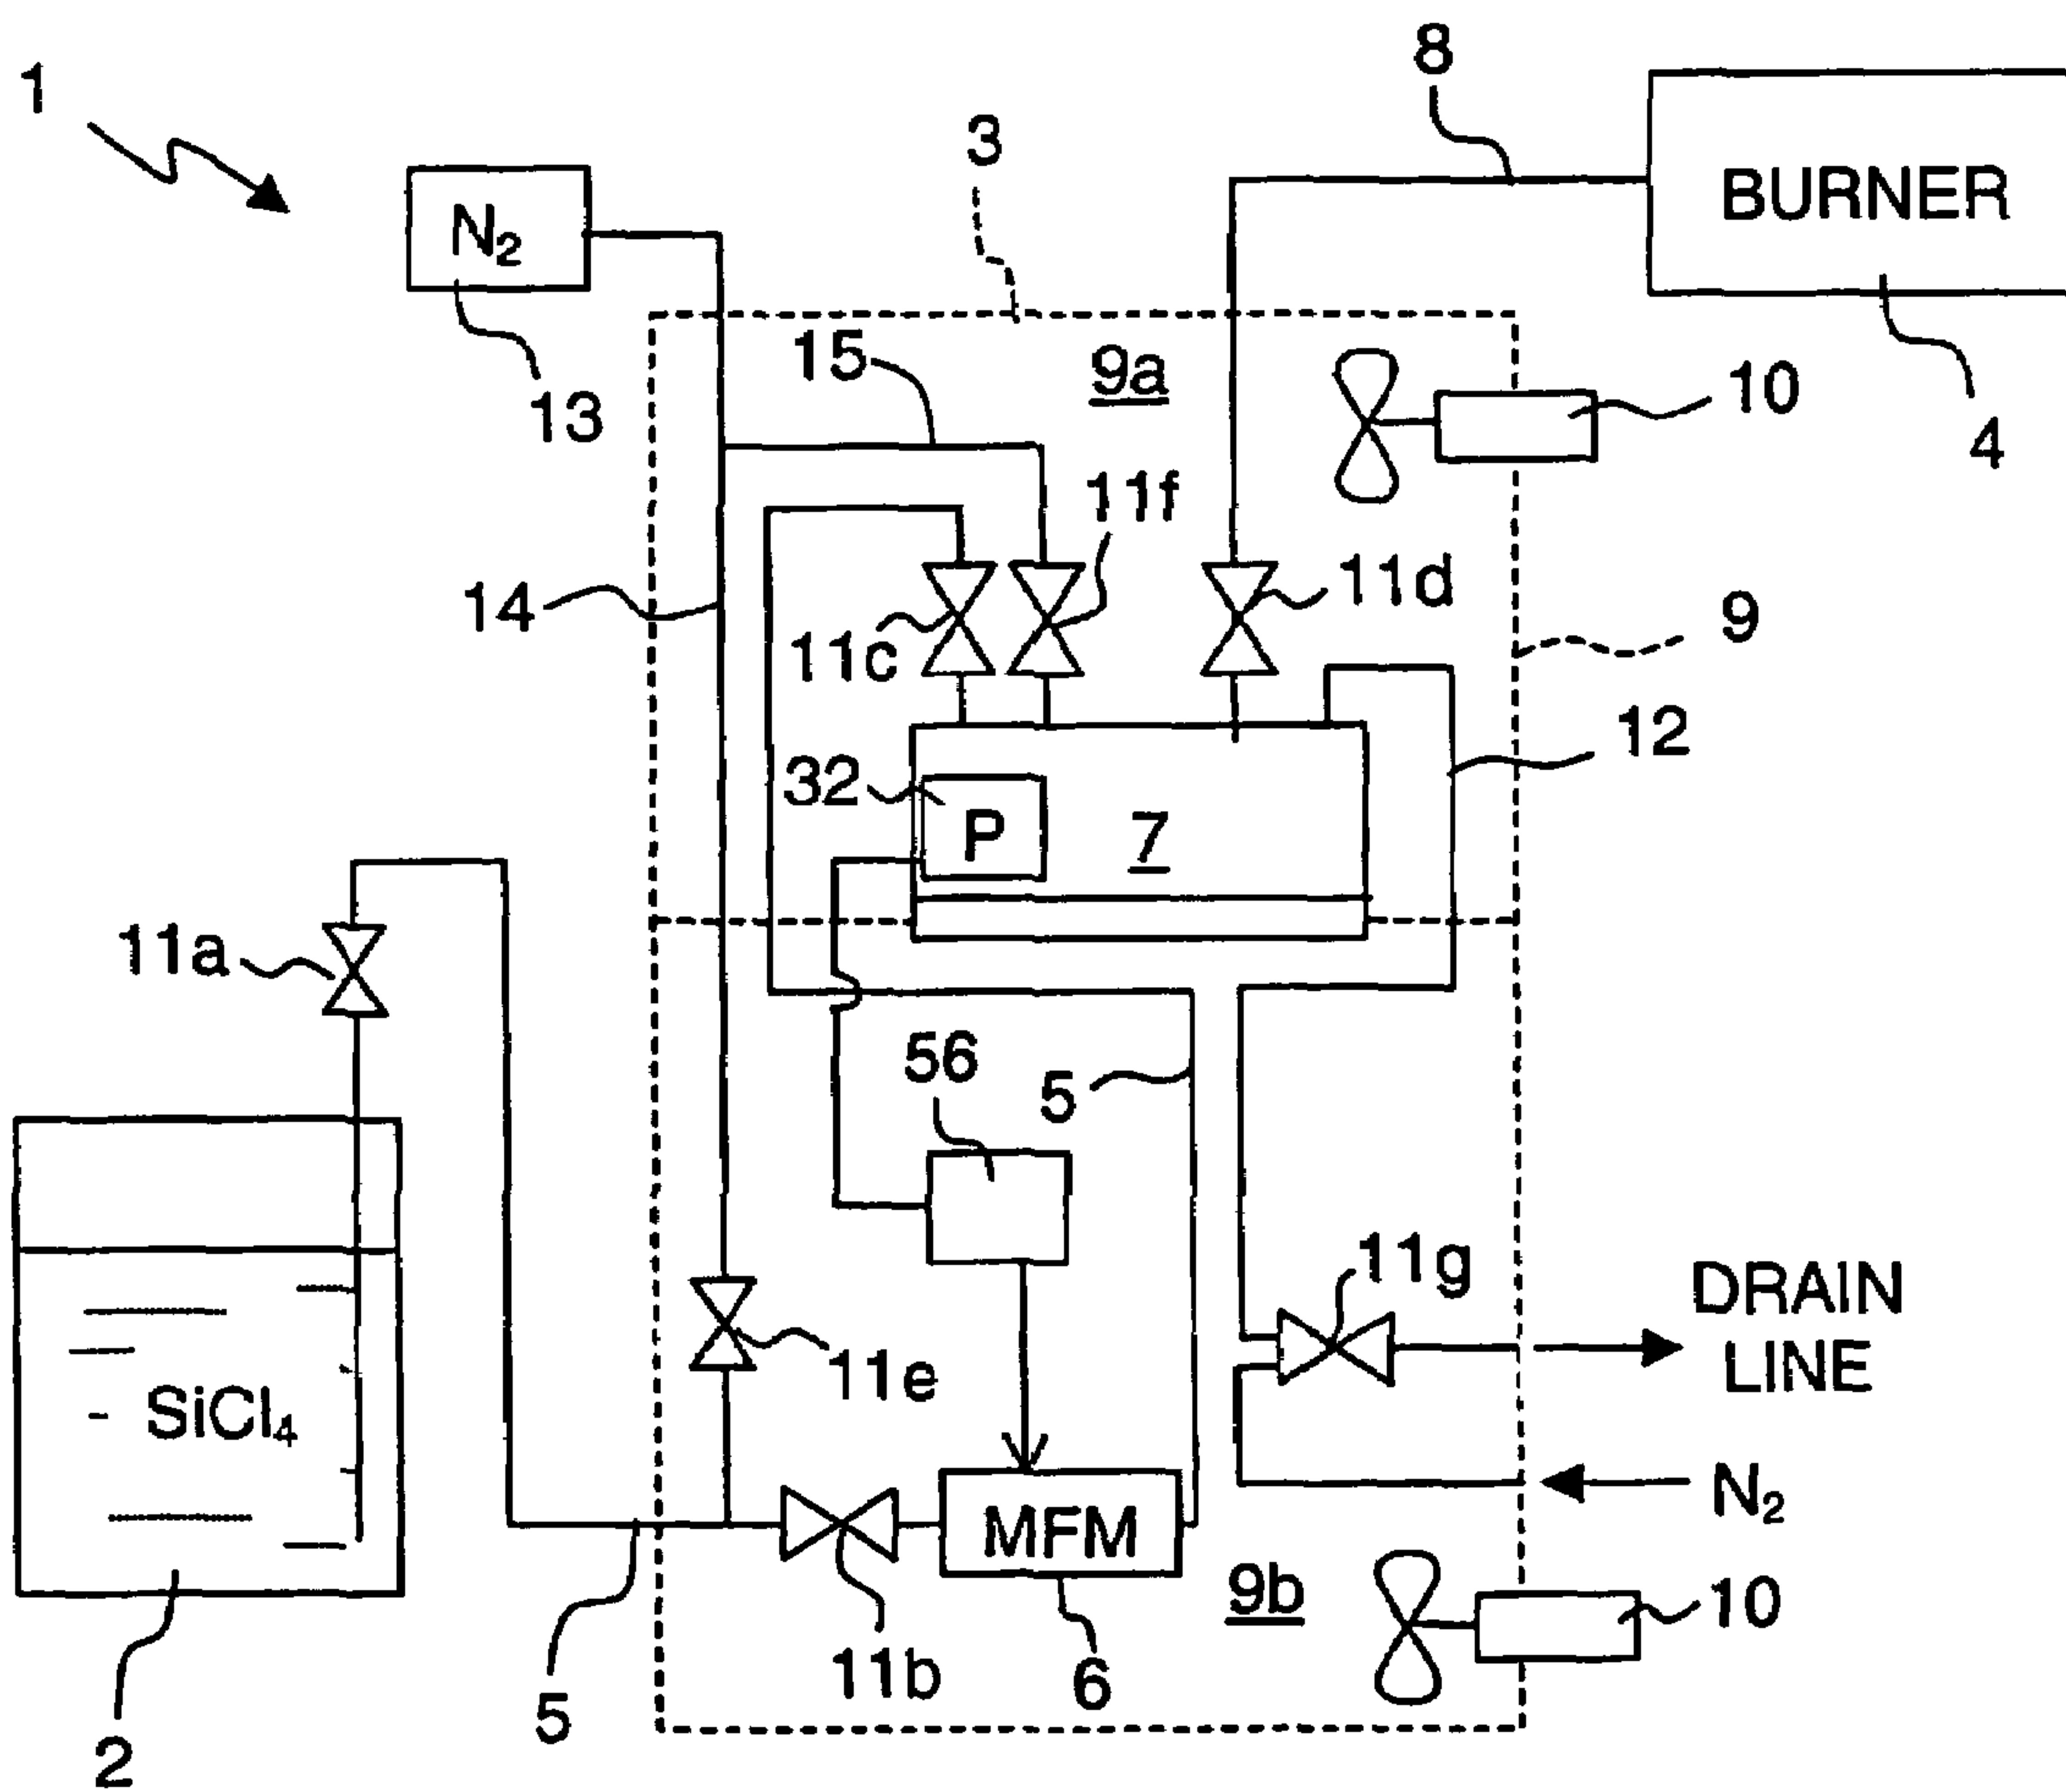 1
8
3
N₂
BURNER
15
9a
10
13
4
11f
14
11c
11d
9
12
32
P
7
11a
56
5
11g
DRAIN
LINE
11e
SiCl₄
MFM
N₂
9b
10
11b
6
5
2